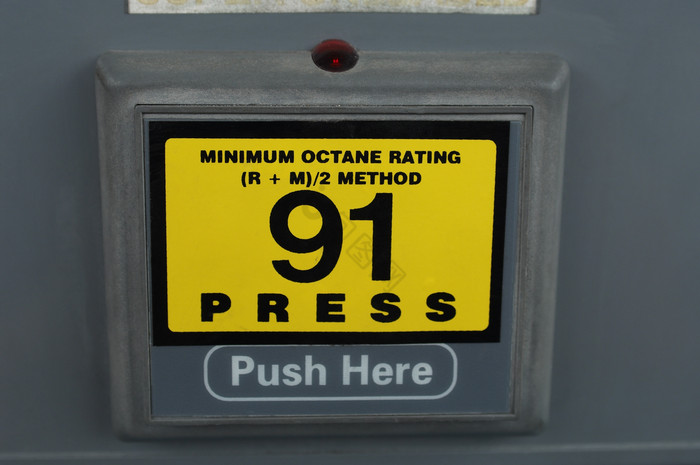 MINIMUM OCTANE RATING
(R + M)/2 METHOD
91
PRESS
Push Here